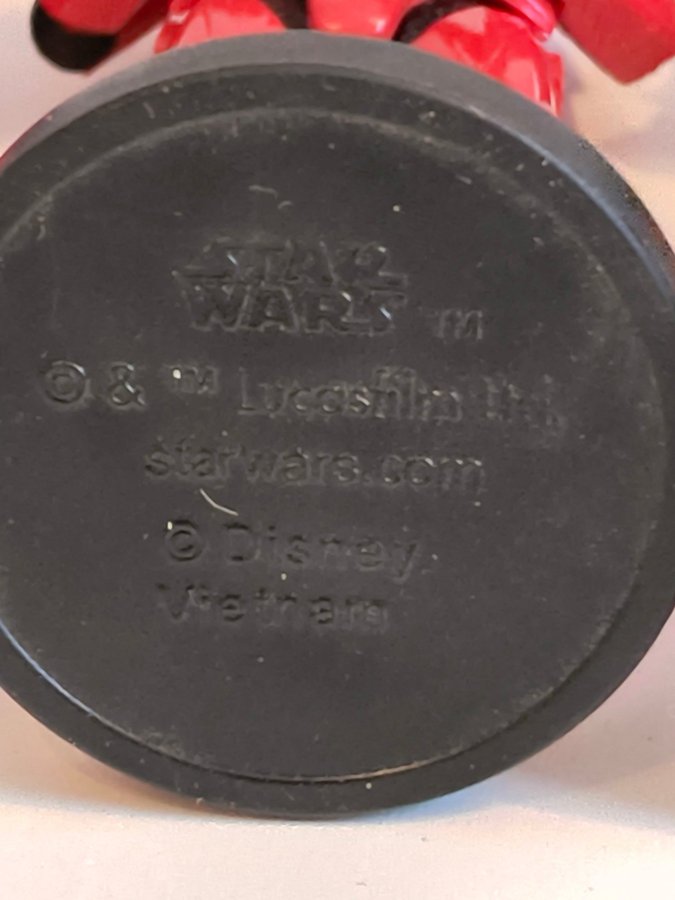 STAR
WARS ™
© & ™ Lucasfilm Ltd.
starwars.com
© Disney
Vietnam